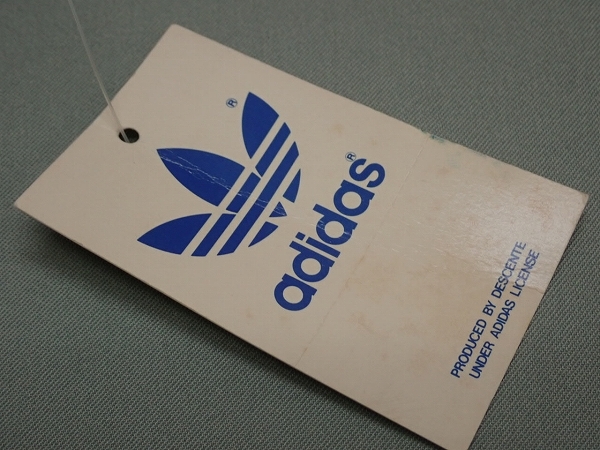 ®
adidas®
PRODUCED BY DESCENTE
UNDER ADIDAS LICENSE